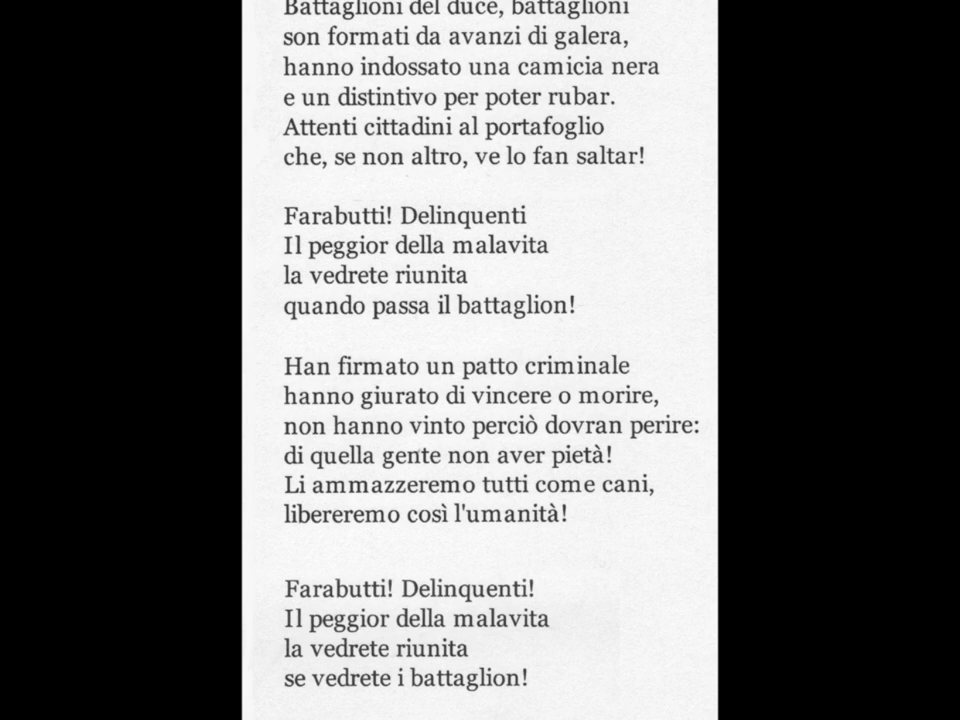 Battaglioni del duce, battaglioni
son formati da avanzi di galera,
hanno indossato una camicia nera
e un distintivo per poter rubar.
Attenti cittadini al portafoglio
che, se non altro, ve lo fan saltar!
Farabutti! Delinquenti
Il peggior della malavita
la vedrete riunita
quando passa il battaglion!
Han firmato un patto criminale
hanno giurato di vincere o morire,
non hanno vinto perciò dovran perire:
di quella gente non aver pietà!
Li ammazzeremo tutti come cani,
libereremo così l'umanità!
Farabutti! Delinquenti!
Il peggior della malavita
la vedrete riunita
se vedrete i battaglion!